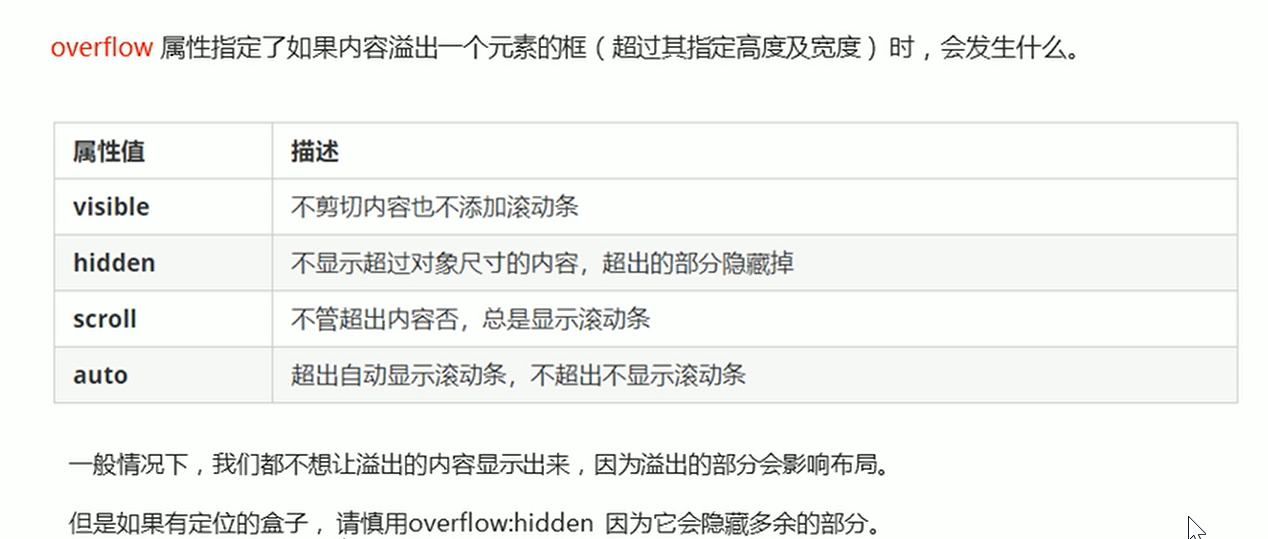 overflow 属性指定了如果内容溢出一个元素的框（超过其指定高度及宽度）时，会发生什么。
属性值 描述
visible 不剪切内容也不添加滚动条
hidden 不显示超过对象尺寸的内容，超出的部分隐藏掉
scroll 不管超出内容否，总是显示滚动条
auto 超出自动显示滚动条，不超出不显示滚动条
一般情况下，我们都不想让溢出的内容显示出来，因为溢出的部分会影响布局。
但是如果有定位的盒子，请慎用overflow:hidden 因为它会隐藏多余的部分。